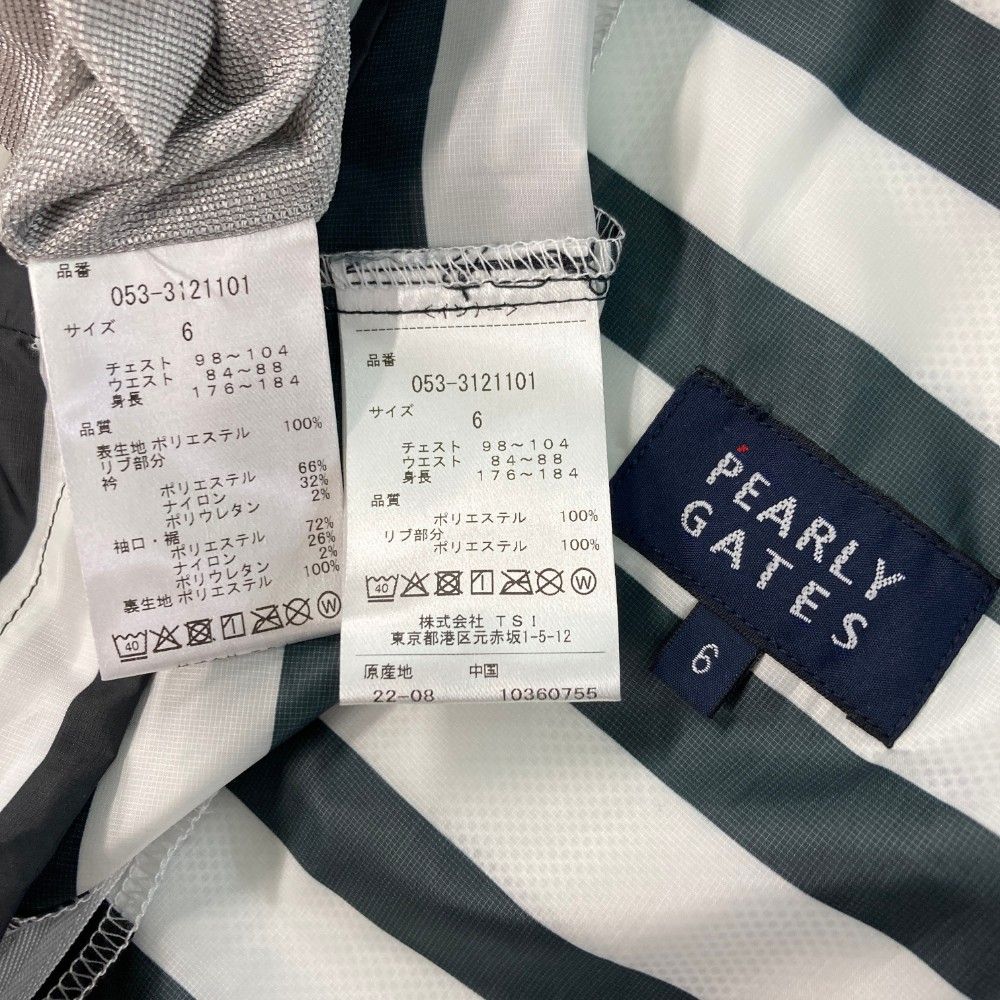 品番
053-3121101
サイズ 6
チェスト 98～104
ウエスト 84～88
身長 176～184
品質
表生地 ポリエステル 100%
リブ部分
衿
ポリエステル 66%
ナイロン 32%
ポリウレタン 2%
袖口・裾
ポリエステル 72%
ナイロン 26%
ポリウレタン 2%
裏生地 ポリエステル 100%
40
W
<インナー>
品番
053-3121101
サイズ 6
チェスト 98～104
ウエスト 84～88
身長 176～184
品質
ポリエステル 100%
リブ部分
ポリエステル 100%
40
W
株式会社 TSI
東京都港区元赤坂1-5-12
原産地 中国
22-08 10360755
PEARLY
GATES
6